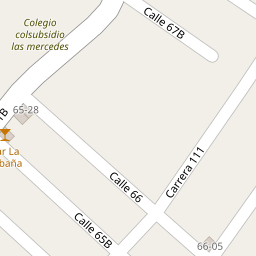 Colegio
colsubsidio
las mercedes
Calle 67B
65-28
Calle 66
Carrera 111
Calle 65B
66-05